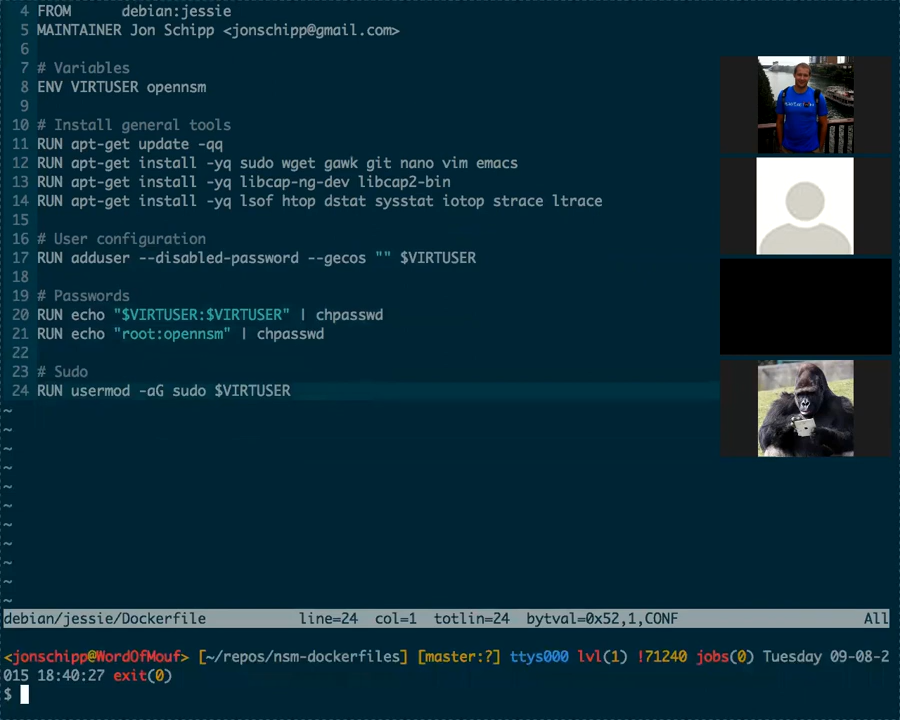 4 FROM debian:jessie
5 MAINTAINER Jon Schipp <jonschipp@gmail.com>
6
7 # Variables
8 ENV VIRTUSER opennsm
9
10 # Install general tools
11 RUN apt-get update -qq
12 RUN apt-get install -yq sudo wget gawk git nano vim emacs
13 RUN apt-get install -yq libcap-ng-dev libcap2-bin
14 RUN apt-get install -yq lsof htop dstat sysstat iotop strace ltrace
15
16 # User configuration
17 RUN adduser --disabled-password --gecos "" $VIRTUSER
18
19 # Passwords
20 RUN echo "$VIRTUSER:$VIRTUSER" | chpasswd
21 RUN echo "root:opennsm" | chpasswd
22
23 # Sudo
24 RUN usermod -aG sudo $VIRTUSER
~
~
~
~
~
~
~
~
~
~
~
debian/jessie/Dockerfile line=24 col=1 totlin=24 bytval=0x52,1,CONF All
<jonschipp@WordOfMouf> [~/repos/nsm-dockerfiles] [master:?] ttys000 lvl(1) !71240 jobs(0) Tuesday 09-08-2
015 18:40:27 exit(0)
$